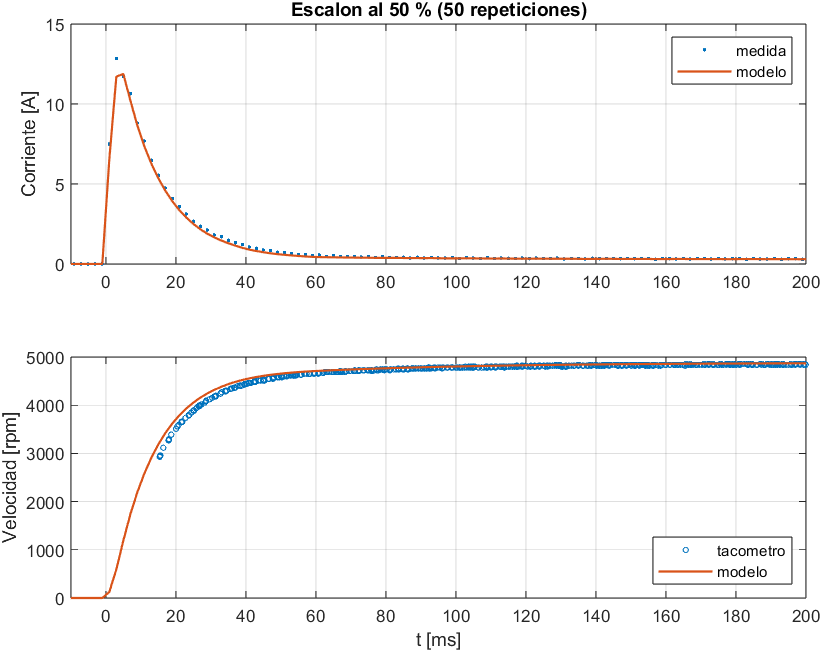 Escalon al 50 % (50 repeticiones)
15
10
5
0
Corriente [A]
medida
modelo
0 20 40 60 80 100 120 140 160 180 200
5000
4000
3000
2000
1000
0
Velocidad [rpm]
tacometro
modelo
0 20 40 60 80 100 120 140 160 180 200
t [ms]